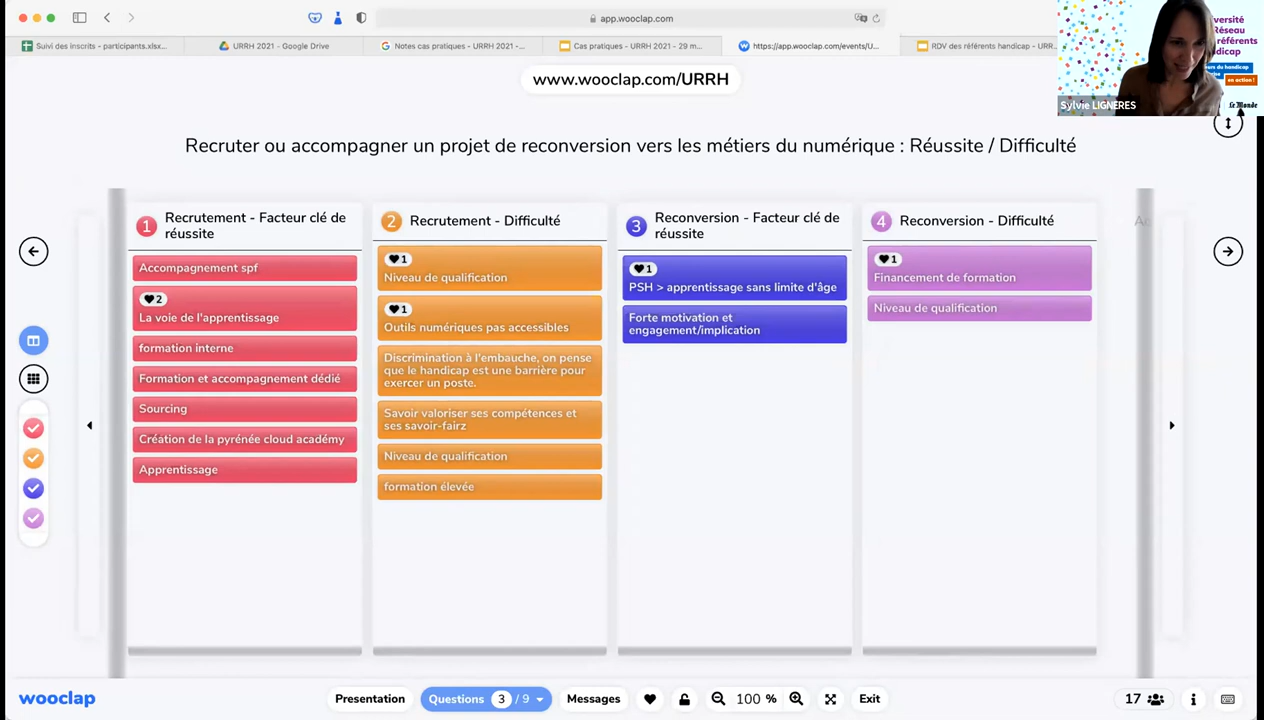 app.wooclap.com
Suivi des inscrits - participants.xlsx...
URRH 2021 - Google Drive
Notes cas pratiques - URRH 2021 -...
Cas pratiques - URRH 2021 - 29 m...
https://app.wooclap.com/events/U...
RDV des référents handicap - URR...
www.wooclap.com/URRH
versité
Réseau
référents
dicap
en action !
Le Monde
Sylvie LIGNERES
Recruter ou accompagner un projet de reconversion vers les métiers du numérique : Réussite / Difficulté
1 Recrutement - Facteur clé de
réussite
Accompagnement spf
2
La voie de l'apprentissage
formation interne
Formation et accompagnement dédié
Sourcing
Création de la pyrénée cloud académy
Apprentissage
2 Recrutement - Difficulté
1
Niveau de qualification
1
Outils numériques pas accessibles
Discrimination à l'embauche, on pense
que le handicap est une barrière pour
exercer un poste.
Savoir valoriser ses compétences et
ses savoir-fairz
Niveau de qualification
formation élevée
3 Reconversion - Facteur clé de
réussite
1
PSH > apprentissage sans limite d'âge
Forte motivation et
engagement/implication
4 Reconversion - Difficulté
1
Financement de formation
Niveau de qualification
wooclap
Presentation
Questions 3 / 9
Messages
100 %
Exit
17